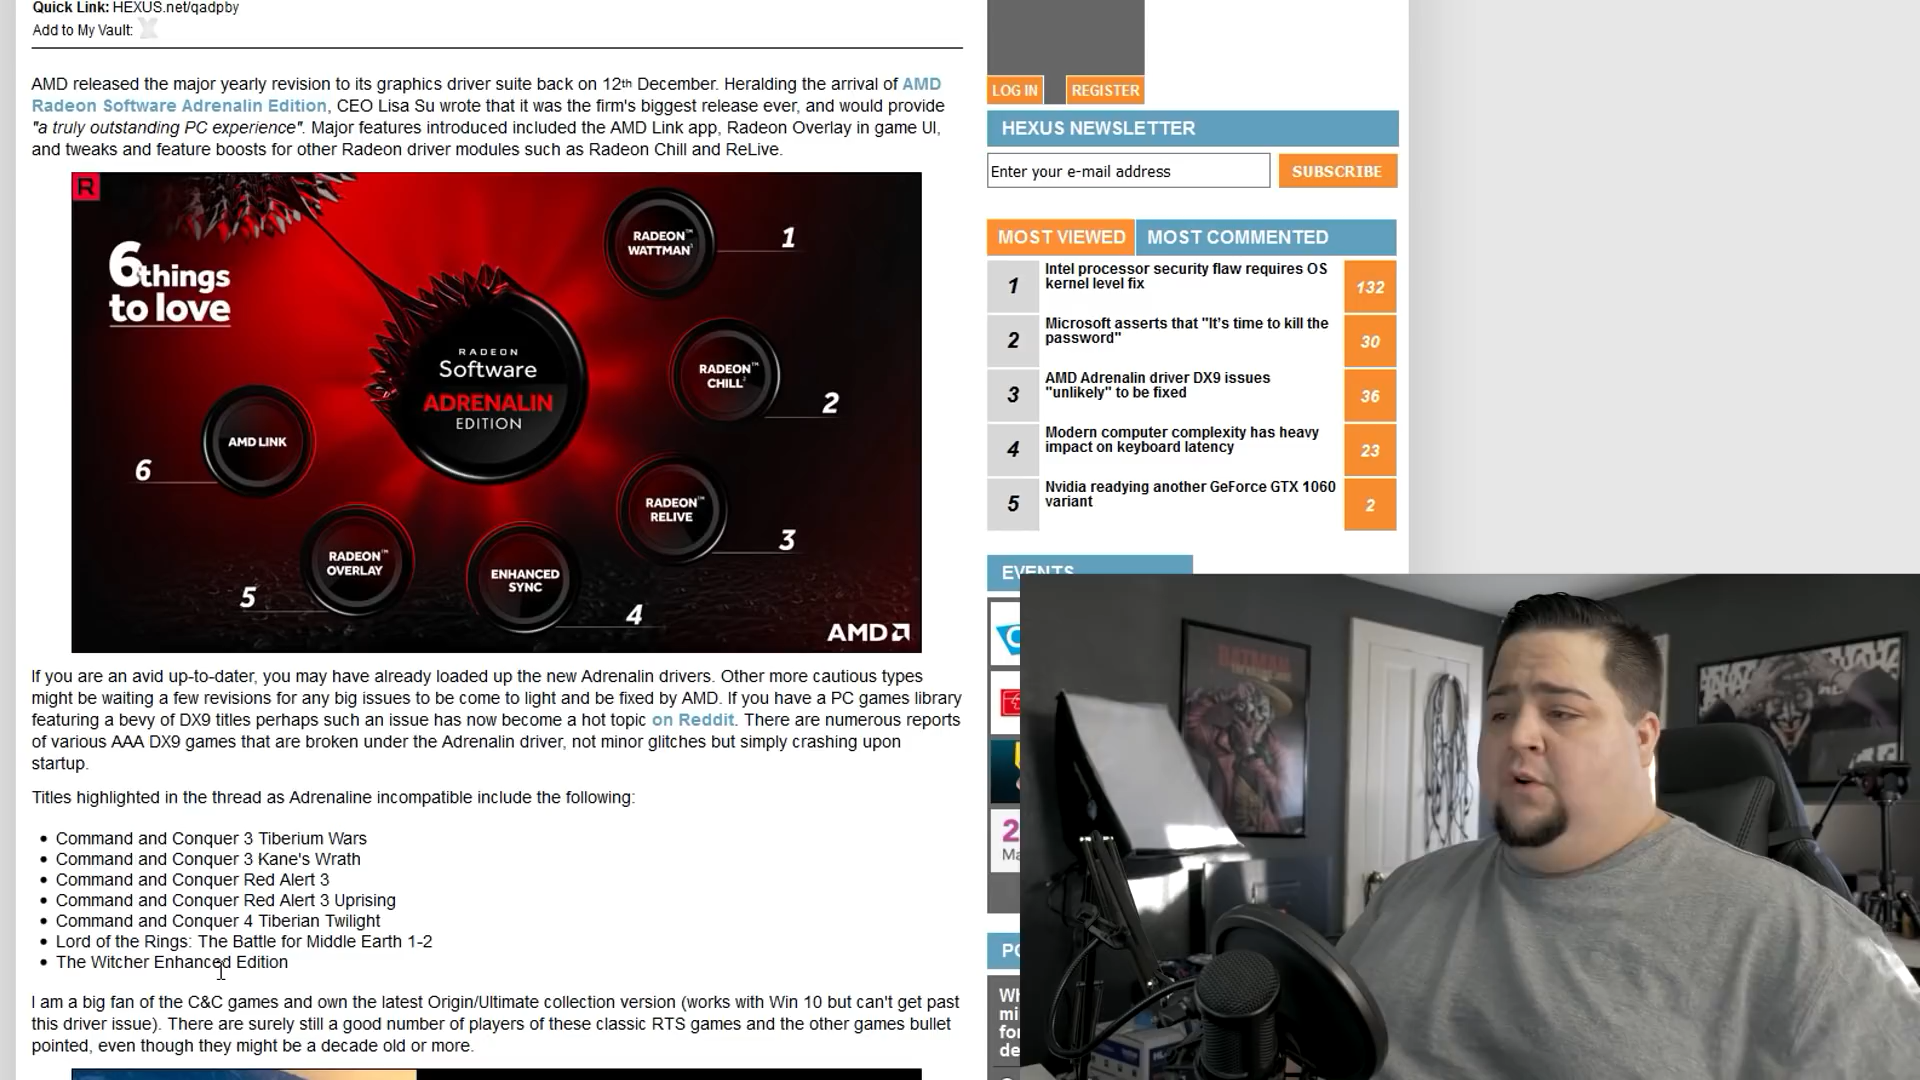 Quick Link: HEXUS.net/qadpby
Add to My Vault:
AMD released the major yearly revision to its graphics driver suite back on 12th December. Heralding the arrival of AMD
Radeon Software Adrenalin Edition, CEO Lisa Su wrote that it was the firm's biggest release ever, and would provide
"a truly outstanding PC experience". Major features introduced included the AMD Link app, Radeon Overlay in game UI,
and tweaks and feature boosts for other Radeon driver modules such as Radeon Chill and ReLive.
R
6things
to love
RADEON
Software
ADRENALIN
EDITION
RADEON™
WATTMAN
1
RADEON™
CHILL
2
RADEON™
RELIVE
3
ENHANCED
SYNC
4
RADEON™
OVERLAY
5
AMD LINK
6
AMD
If you are an avid up-to-dater, you may have already loaded up the new Adrenalin drivers. Other more cautious types
might be waiting a few revisions for any big issues to be come to light and be fixed by AMD. If you have a PC games library
featuring a bevy of DX9 titles perhaps such an issue has now become a hot topic on Reddit. There are numerous reports
of various AAA DX9 games that are broken under the Adrenalin driver, not minor glitches but simply crashing upon
startup.
Titles highlighted in the thread as Adrenaline incompatible include the following:
Command and Conquer 3 Tiberium Wars
Command and Conquer 3 Kane's Wrath
Command and Conquer Red Alert 3
Command and Conquer Red Alert 3 Uprising
Command and Conquer 4 Tiberian Twilight
Lord of the Rings: The Battle for Middle Earth 1-2
The Witcher Enhanced Edition
I am a big fan of the C&C games and own the latest Origin/Ultimate collection version (works with Win 10 but can't get past
this driver issue). There are surely still a good number of players of these classic RTS games and the other games bullet
pointed, even though they might be a decade old or more.
LOG IN
REGISTER
HEXUS NEWSLETTER
Enter your e-mail address
SUBSCRIBE
MOST VIEWED
MOST COMMENTED
1
Intel processor security flaw requires OS
kernel level fix
132
2
Microsoft asserts that "It's time to kill the
password"
30
3
AMD Adrenalin driver DX9 issues
"unlikely" to be fixed
36
4
Modern computer complexity has heavy
impact on keyboard latency
23
5
Nvidia readying another GeForce GTX 1060
variant
2
EVENTS
BATMAN